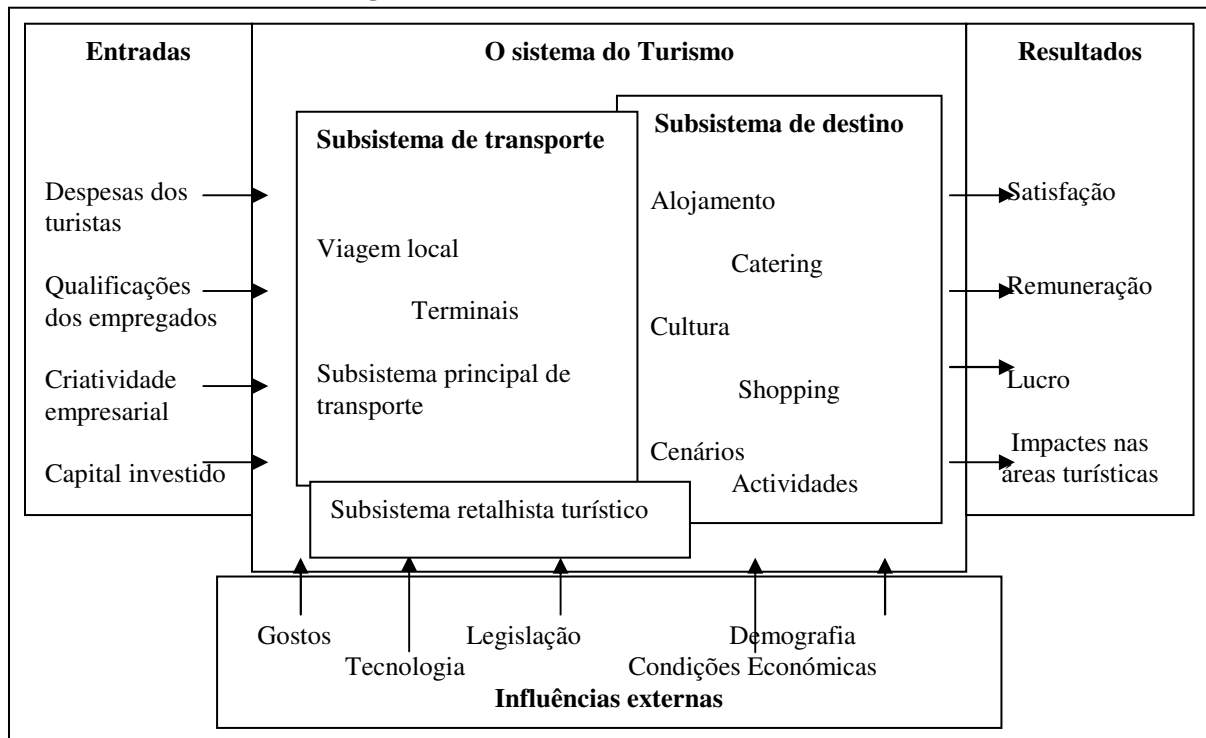 Entradas
Despesas dos
turistas
Qualificações
dos empregados
Criatividade
empresarial
Capital investido
O sistema do Turismo
Subsistema de transporte
Viagem local
Terminais
Subsistema principal de
transporte
Subsistema de destino
Alojamento
Catering
Cultura
Shopping
Cenários
Actividades
Subsistema retalhista turístico
Resultados
Satisfação
Remuneração
Lucro
Impactes nas
áreas turísticas
Gostos Legislação Demografia
Tecnologia Condições Económicas
Influências externas